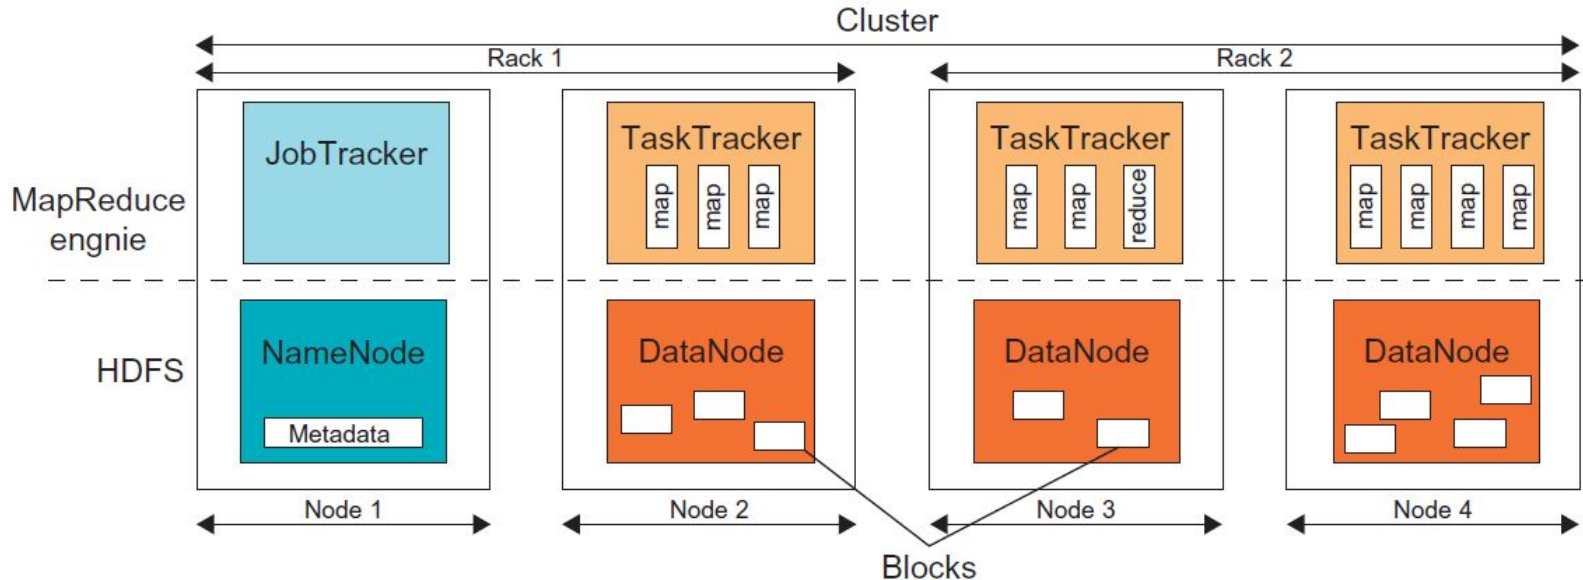 Cluster
Rack 1
Rack 2
JobTracker
TaskTracker
map
map
map
TaskTracker
map
map
reduce
TaskTracker
map
map
map
map
MapReduce
engnie
HDFS
NameNode
Metadata
DataNode
DataNode
DataNode
Node 1
Node 2
Node 3
Node 4
Blocks